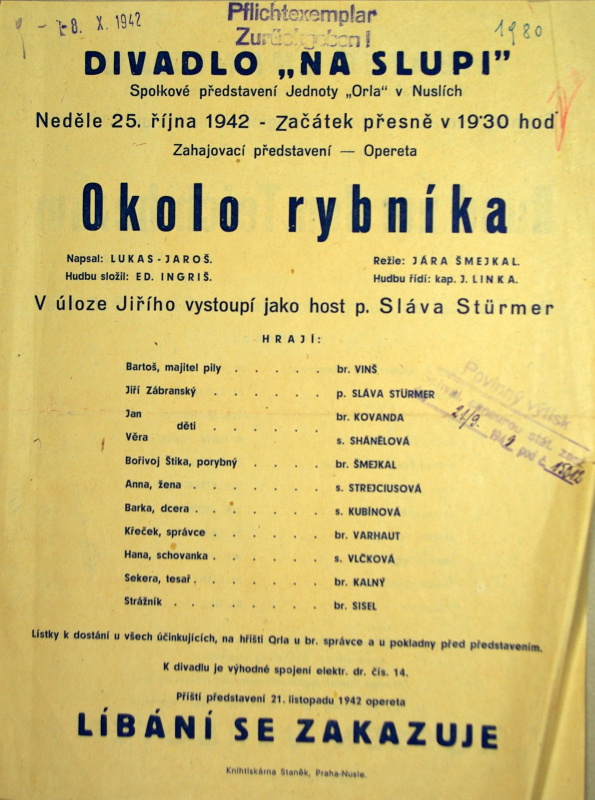 8. X. 1942
Pflichtexemplar
Zurückgeben!
1980
DIVADLO „NA SLUPI"
Spolkové představení Jednoty „Orla" v Nuslích
Neděle 25. října 1942 - Začátek přesně v 19·30 hod
Zahajovací představení — Opereta
Okolo rybníka
Napsal: LUKAS-JAROŠ.
Hudbu složil: ED. INGRIŠ.
Režie: JÁRA ŠMEJKAL.
Hudbu řídí: kap. J. LINKA.
V úloze Jiřího vystoupí jako host p. Sláva Stürmer
HRAJÍ:
Bartoš, majitel pily . . . . . br. VINŠ
Jiří Zábranský . . . . . p. SLÁVA STÜRMER
Jan
děti . . . . . br. KOVANDA
Věra s. SHÁNĚLOVÁ
Bořivoj Štika, porybný . . . . br. ŠMEJKAL
Anna, žena . . . . . . s. STREJCIUSOVÁ
Barka, dcera . . . . . . s. KUBÍNOVÁ
Křeček, správce . . . . . br. VARHAUT
Hana, schovanka . . . . . s. VLČKOVÁ
Sekera, tesař . . . . . . br. KALNÝ
Strážník . . . . . . . br. SISEL
Povinný výtisk
21/9. 1942 pod č.
Lístky k dostání u všech účinkujících, na hřišti Orla u br. správce a u pokladny před představením.
K divadlu je výhodné spojení elektr. dr. čís. 14.
Příští představení 21. listopadu 1942 opereta
LÍBÁNÍ SE ZAKAZUJE
Knihtiskárna Staněk, Praha-Nusle.